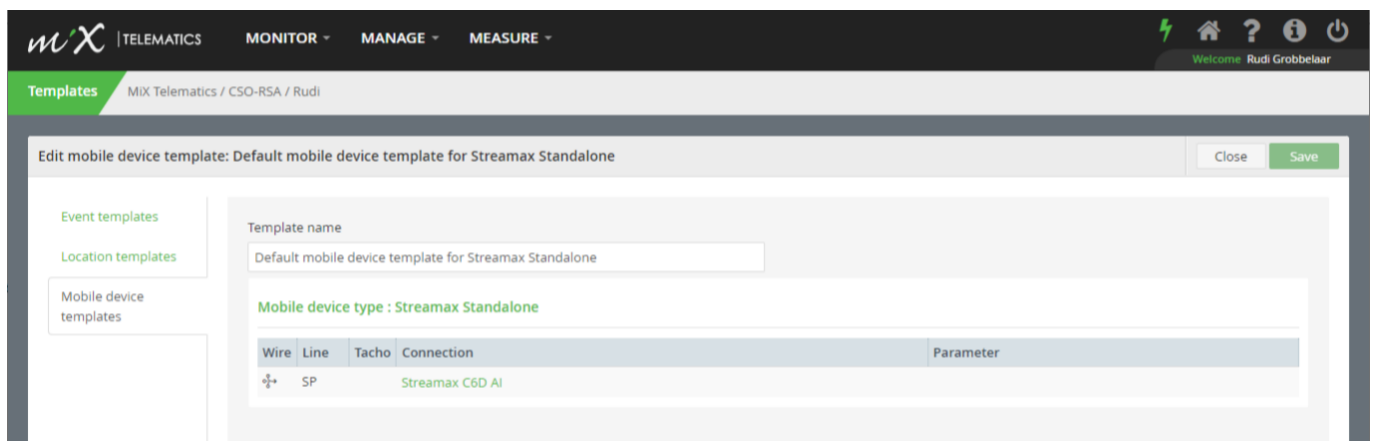 MiX | TELEMATICS MONITOR MANAGE MEASURE
Welcome Rudi Grobbelaar
Templates MiX Telematics / CSO-RSA / Rudi
Edit mobile device template: Default mobile device template for Streamax Standalone Close Save
Event templates
Location templates
Mobile device
templates
Template name
Default mobile device template for Streamax Standalone
Mobile device type : Streamax Standalone
Wire Line Tacho Connection Parameter
SP Streamax C6D AI